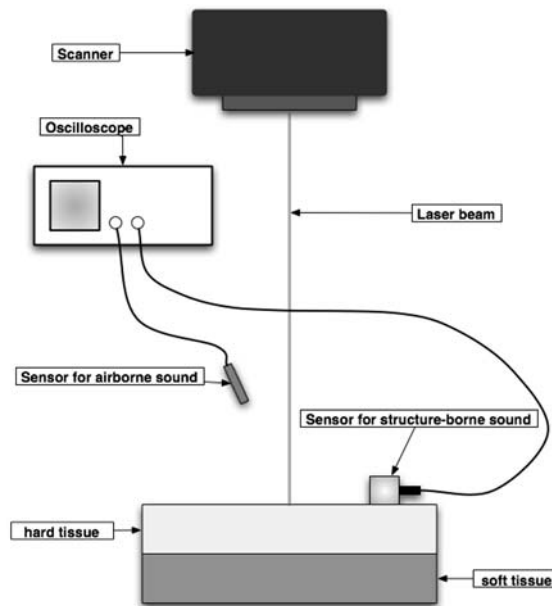 Scanner
Oscilloscope
Laser beam
Sensor for airborne sound
Sensor for structure-borne sound
hard tissue
soft tissue